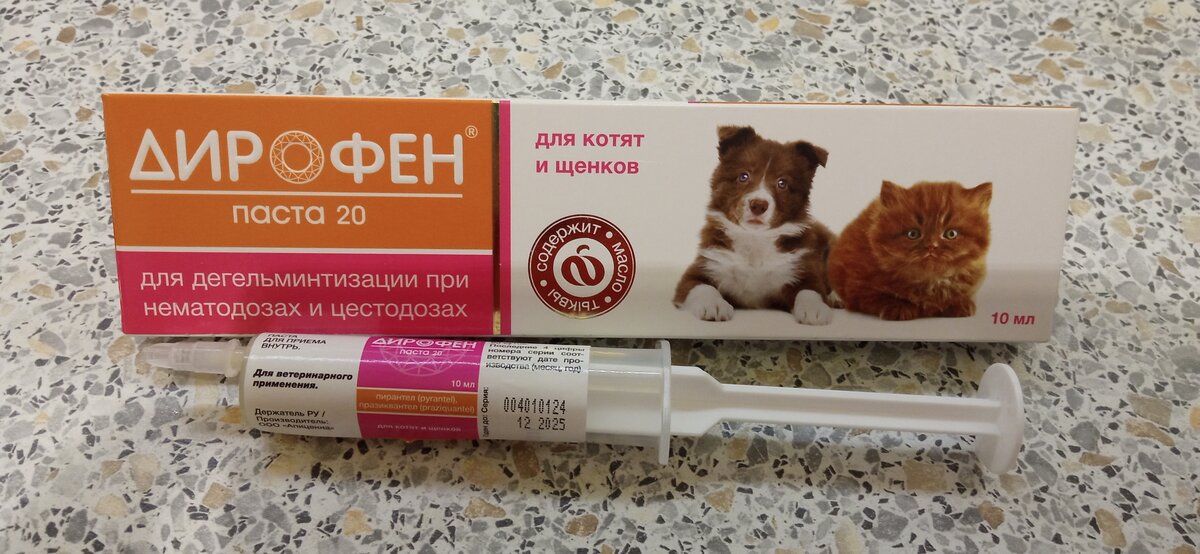 ДИРОФЕН®
паста 20
для дегельминтизации при
нематодозах и цестодозах
для котят
и щенков
содержит • масло • тыквы •
10 мл
ПАСТА
ДЛЯ ПРИЕМА
ВНУТРЬ.
Для ветеринарного
применения.
Держатель РУ /
Производитель:
ООО «Апиценна»
ДИРОФЕН
паста 20
10 мл
пирантел (pyrantel),
празиквантел (praziquantel)
для котят и щенков
Последние 4 цифры
номера серии соот-
ветствуют дате про-
изводства (месяц, год)
Серия:
004010124
Годен до:
12 2025